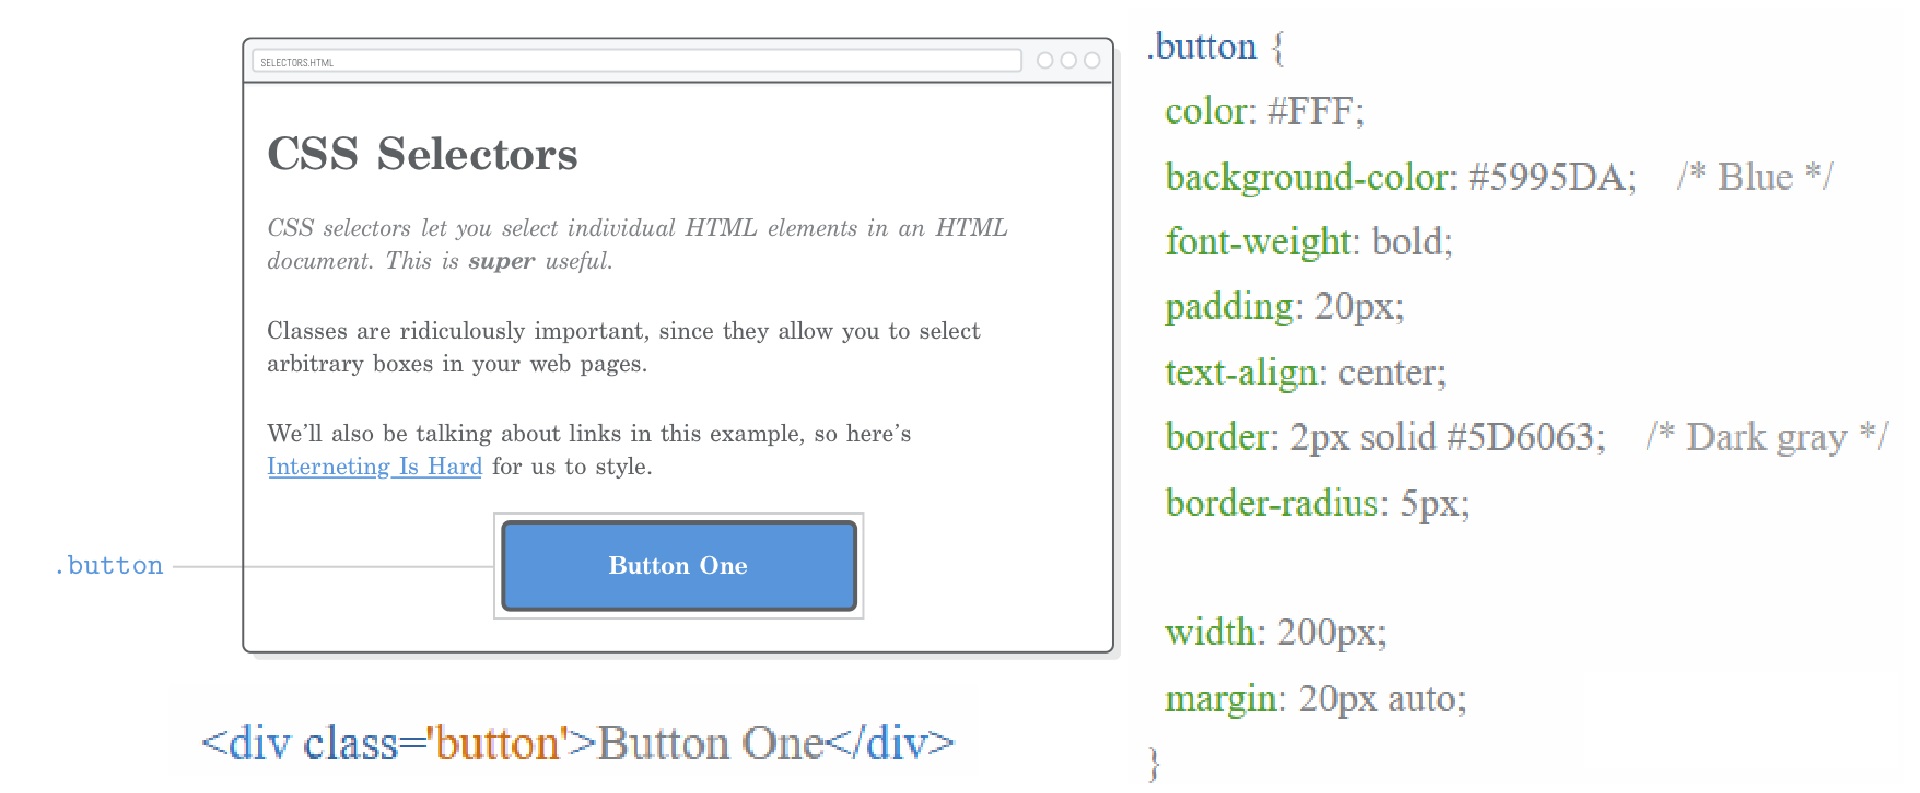 SELECTORS.HTML
CSS Selectors
CSS selectors let you select individual HTML elements in an HTML
document. This is super useful.
Classes are ridiculously important, since they allow you to select
arbitrary boxes in your web pages.
We'll also be talking about links in this example, so here's
Interneting Is Hard for us to style.
.button
Button One
<div class='button'>Button One</div>
.button {
color: #FFF;
background-color: #5995DA; /* Blue */
font-weight: bold;
padding: 20px;
text-align: center;
border: 2px solid #5D6063; /* Dark gray */
border-radius: 5px;
width: 200px;
margin: 20px auto;
}